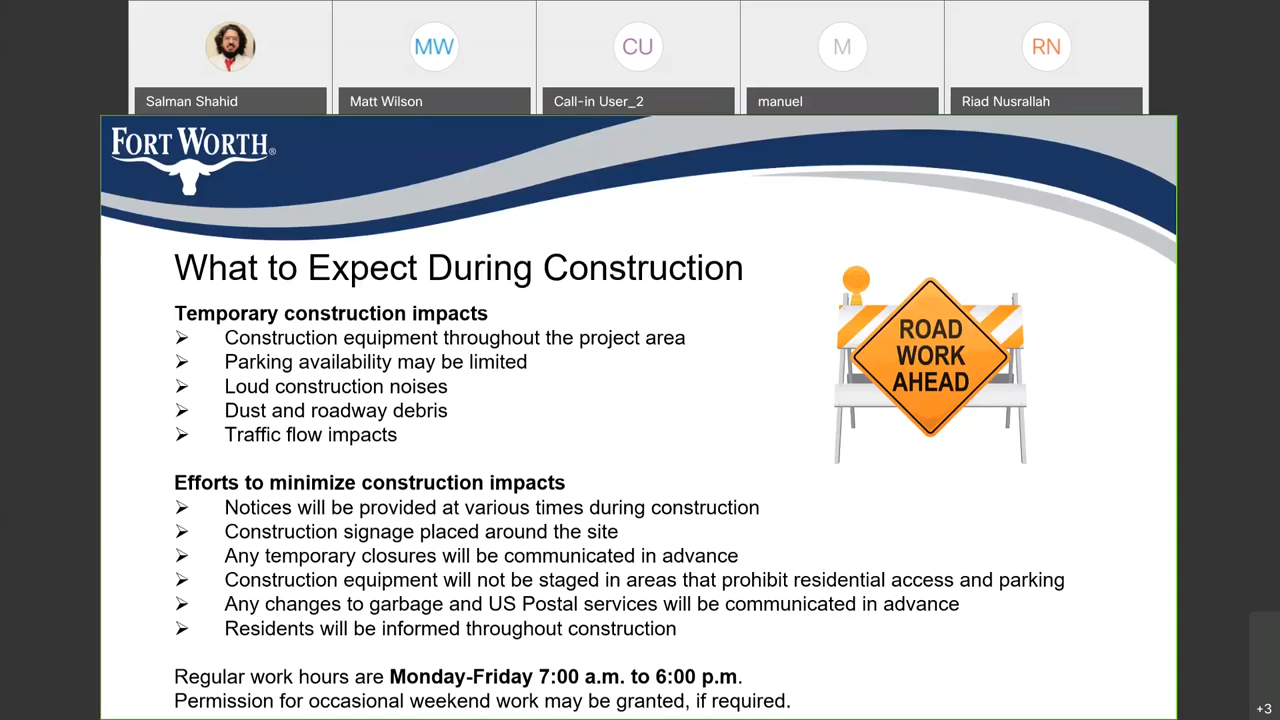 MW
CU
M
RN
Salman Shahid
Matt Wilson
Call-in User_2
manuel
Riad Nusrallah
FORT WORTH®
What to Expect During Construction
Temporary construction impacts
➢ Construction equipment throughout the project area
➢ Parking availability may be limited
➢ Loud construction noises
➢ Dust and roadway debris
➢ Traffic flow impacts
ROAD
WORK
AHEAD
Efforts to minimize construction impacts
➢ Notices will be provided at various times during construction
➢ Construction signage placed around the site
➢ Any temporary closures will be communicated in advance
➢ Construction equipment will not be staged in areas that prohibit residential access and parking
➢ Any changes to garbage and US Postal services will be communicated in advance
➢ Residents will be informed throughout construction
Regular work hours are Monday-Friday 7:00 a.m. to 6:00 p.m.
Permission for occasional weekend work may be granted, if required.
+3